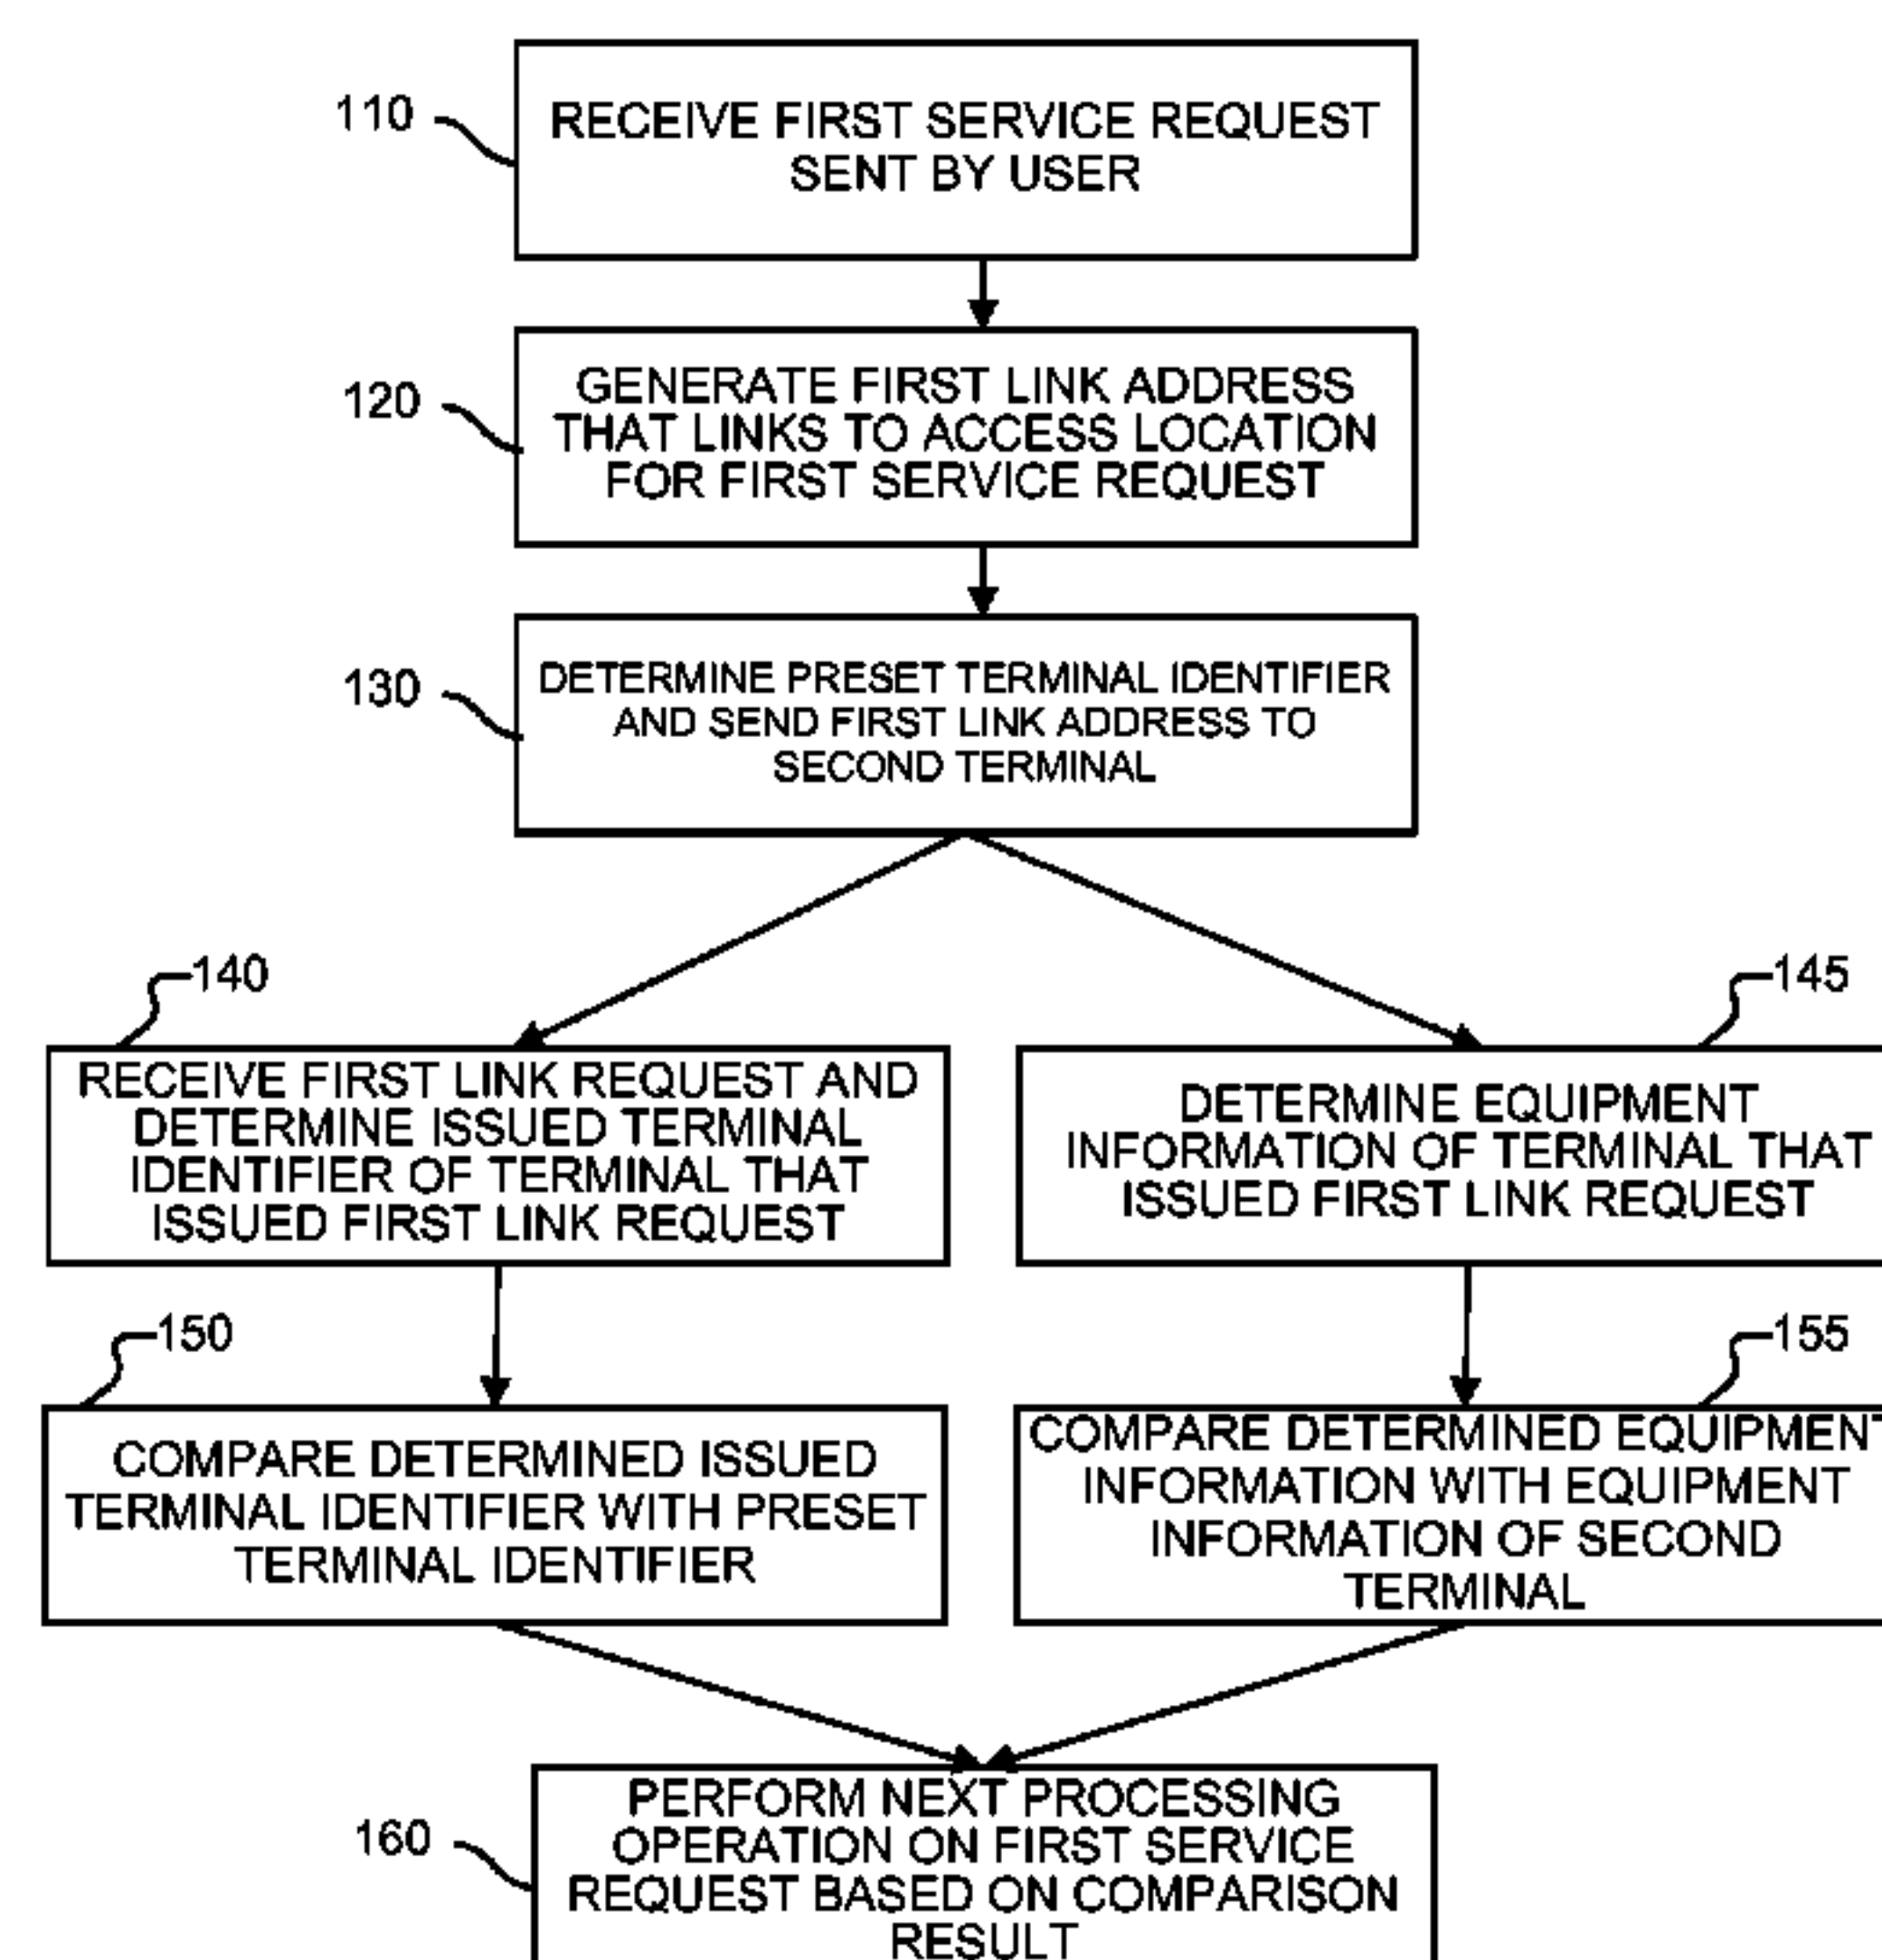 110
RECEIVE FIRST SERVICE REQUEST
SENT BY USER
120
GENERATE FIRST LINK ADDRESS
THAT LINKS TO ACCESS LOCATION
FOR FIRST SERVICE REQUEST
130
DETERMINE PRESET TERMINAL IDENTIFIER
AND SEND FIRST LINK ADDRESS TO
SECOND TERMINAL
140
RECEIVE FIRST LINK REQUEST AND
DETERMINE ISSUED TERMINAL
IDENTIFIER OF TERMINAL THAT
ISSUED FIRST LINK REQUEST
145
DETERMINE EQUIPMENT
INFORMATION OF TERMINAL THAT
ISSUED FIRST LINK REQUEST
150
COMPARE DETERMINED ISSUED
TERMINAL IDENTIFIER WITH PRESET
TERMINAL IDENTIFIER
155
COMPARE DETERMINED EQUIPMENT
INFORMATION WITH EQUIPMENT
INFORMATION OF SECOND
TERMINAL
160
PERFORM NEXT PROCESSING
OPERATION ON FIRST SERVICE
REQUEST BASED ON COMPARISON
RESULT